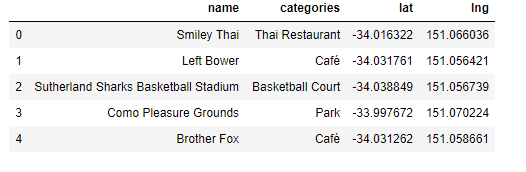 name categories lat lng
0 Smiley Thai Thai Restaurant -34.016322 151.066036
1 Left Bower Café -34.031761 151.056421
2 Sutherland Sharks Basketball Stadium Basketball Court -34.038849 151.056739
3 Como Pleasure Grounds Park -33.997672 151.070224
4 Brother Fox Café -34.031262 151.058661